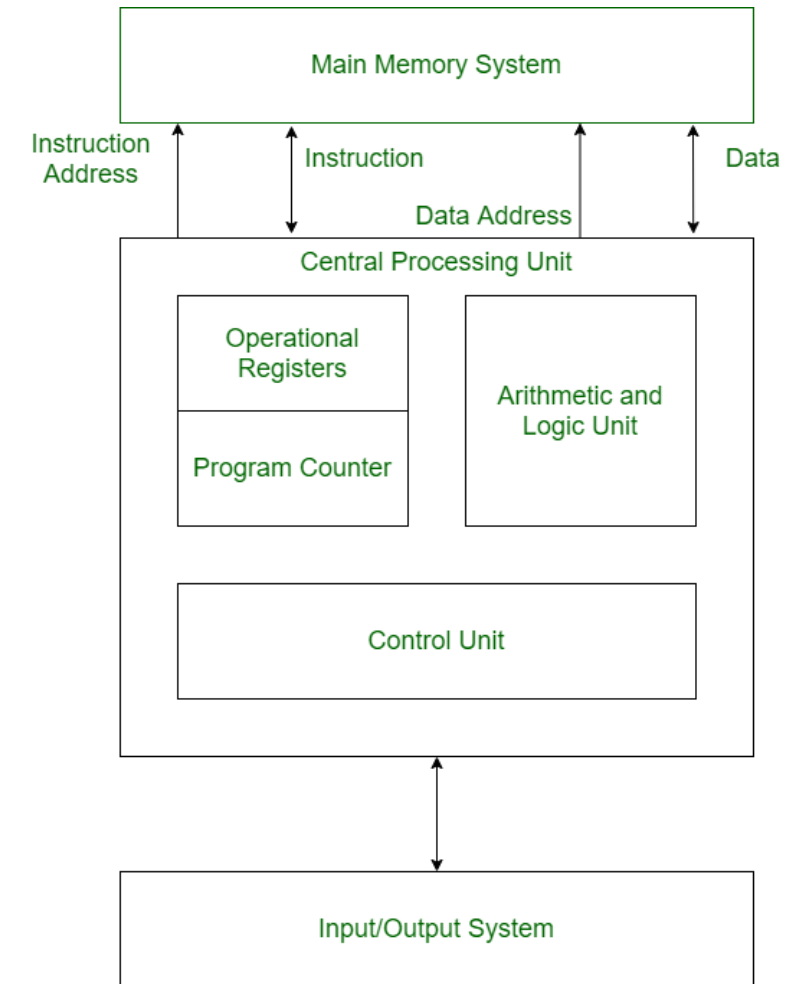 Main Memory System
Instruction
Address
Instruction
Data
Data Address
Central Processing Unit
Operational
Registers
Arithmetic and
Logic Unit
Program Counter
Control Unit
Input/Output System